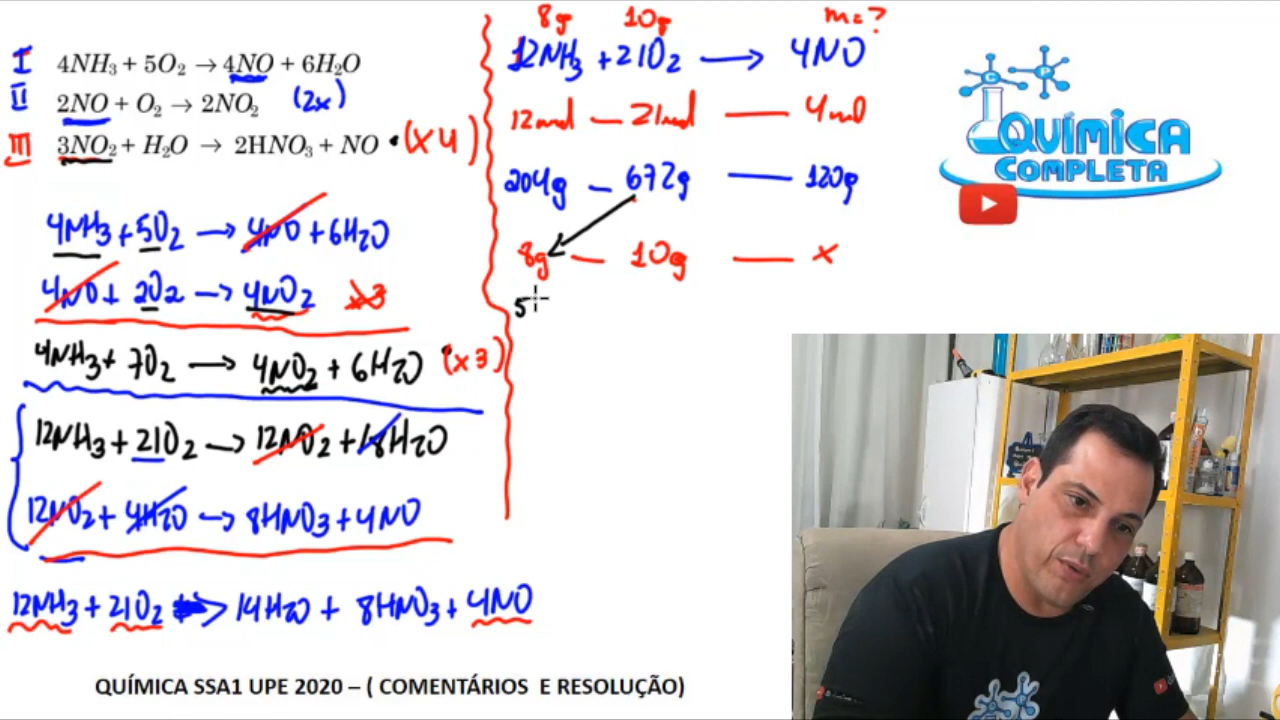 I 4NH₃ + 5O₂ → 4NO + 6H₂O
II 2NO + O₂ → 2NO₂ (2x)
III 3NO₂ + H₂O → 2HNO₃ + NO (x4)
4NH₃ + 5O₂ → 4NO + 6H₂O
4NO + 2O₂ → 4NO₂
4NH₃ + 7O₂ → 4NO₂ + 6H₂O (x3)
12NH₃ + 21O₂ → 12NO₂ + 18H₂O
12NO₂ + 4H₂O → 8HNO₃ + 4NO
12NH₃ + 21O₂ → 14H₂O + 8HNO₃ + 4NO
8g 10g m=?
12NH₃ + 21O₂ → 4NO
12mol — 21mol — 4mol
204g — 672g — 120g
8g — 10g — x
5
QUÍMICA
COMPLETA
QUÍMICA SSA1 UPE 2020 – ( COMENTÁRIOS E RESOLUÇÃO)